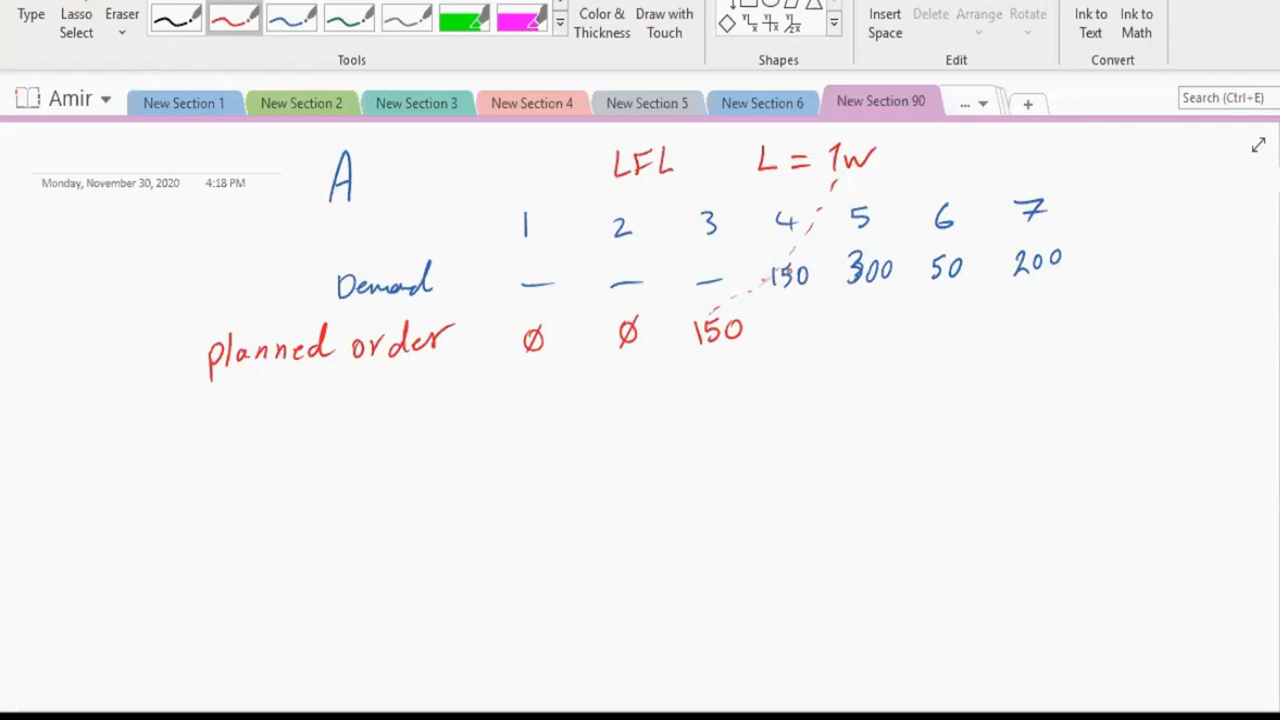 Type Lasso Select Eraser Color & Thickness Draw with Touch Insert Space Delete Arrange Rotate Ink to Text Ink to Math
Tools Shapes Edit Convert
Amir New Section 1 New Section 2 New Section 3 New Section 4 New Section 5 New Section 6 New Section 90 ... + Search (Ctrl+E)
Monday, November 30, 2020 4:18 PM
A LFL L = 1w
1 2 3 4 5 6 7
Demad — — — 150 300 50 200
planned order ∅ ∅ 150